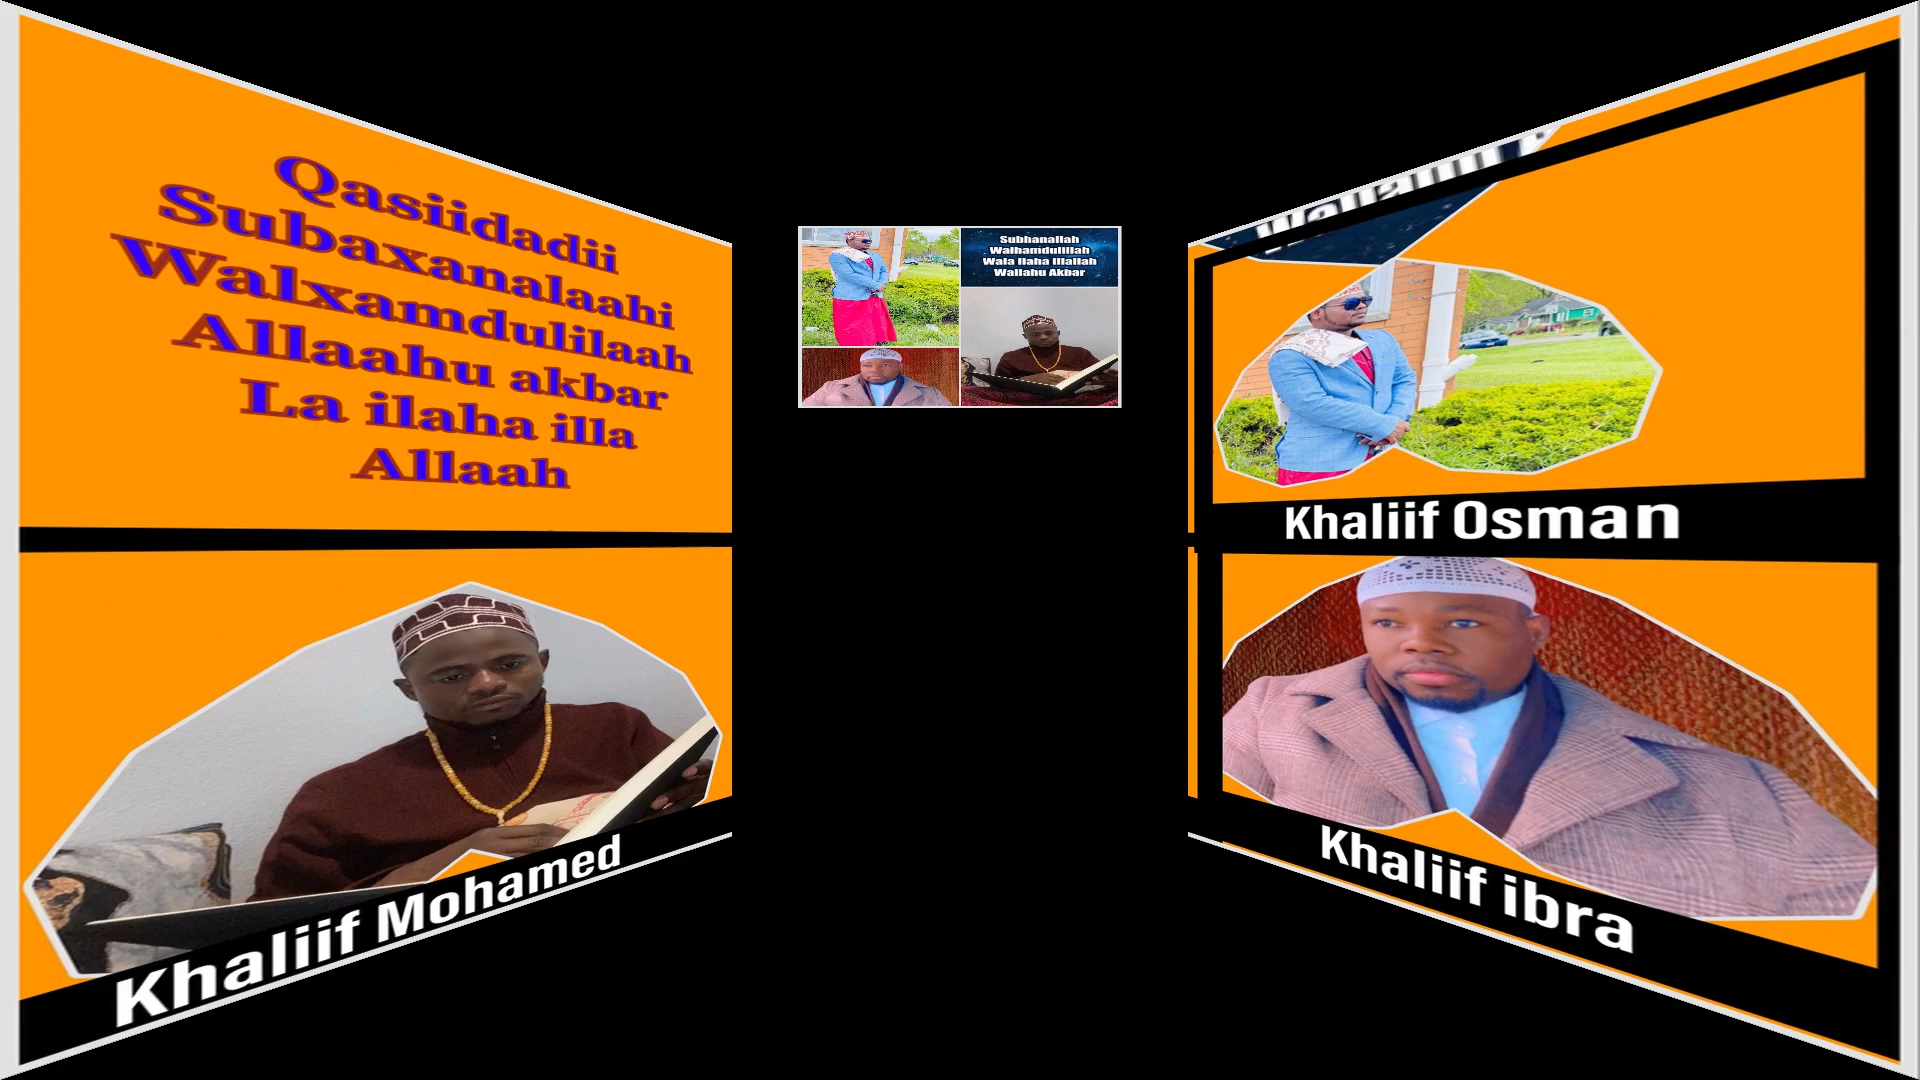 Qasiidadii
Subaxanalaahi
Walxamdulilaah
Allaahu akbar
La ilaha illa
Allaah
Khaliif Mohamed
Subhanallah
Walhamdulillah
Wala Ilaha Illallah
Wallahu Akbar
Khaliif Osman
Khaliif ibra